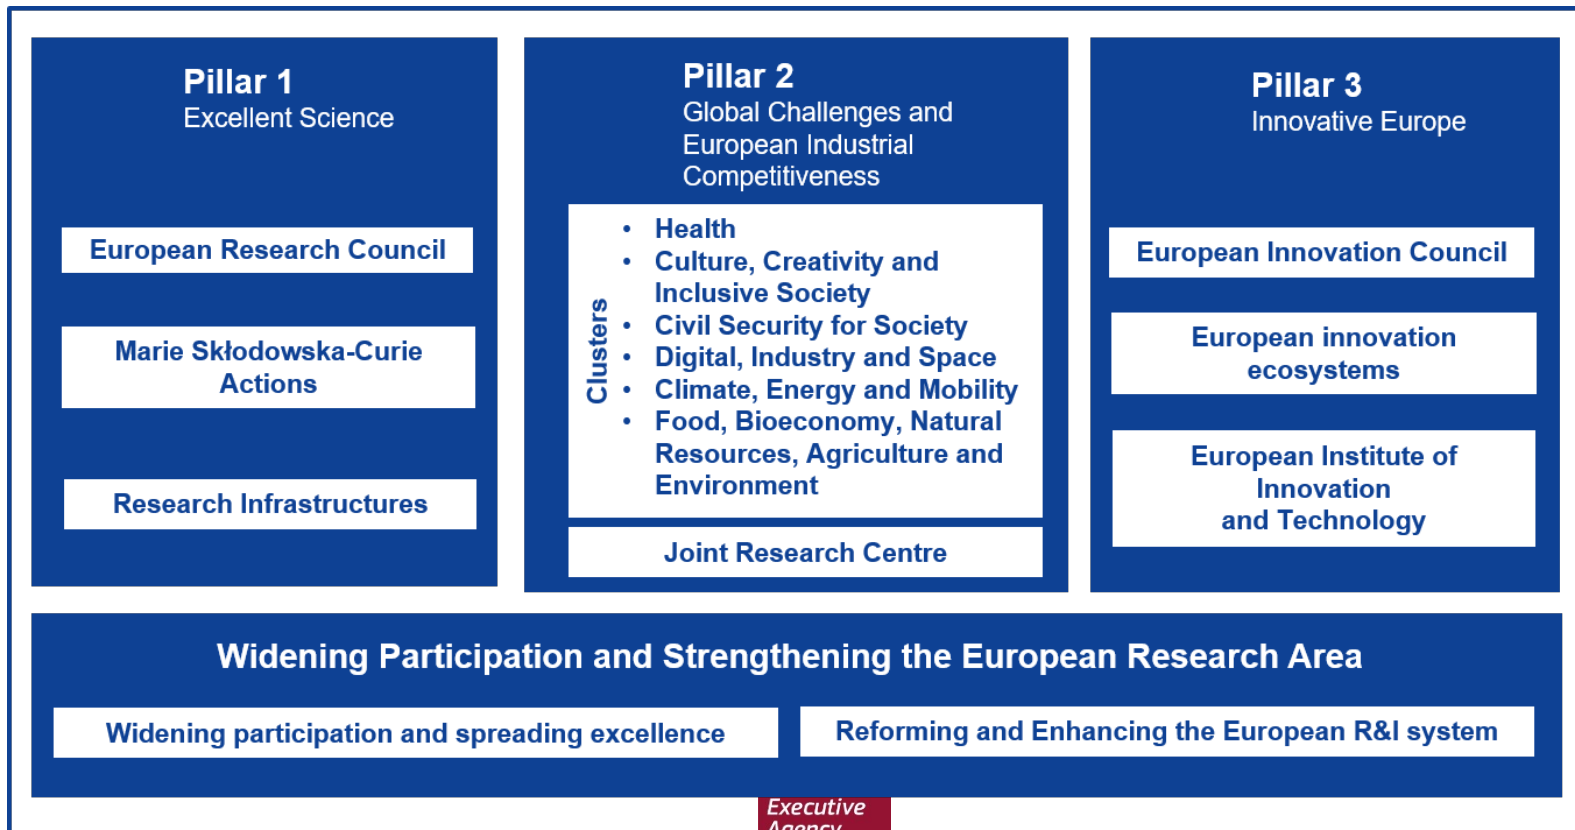 Pillar 1
Excellent Science
European Research Council
Marie Skłodowska-Curie
Actions
Research Infrastructures
Pillar 2
Global Challenges and
European Industrial
Competitiveness
Clusters
• Health
• Culture, Creativity and
Inclusive Society
• Civil Security for Society
• Digital, Industry and Space
• Climate, Energy and Mobility
• Food, Bioeconomy, Natural
Resources, Agriculture and
Environment
Joint Research Centre
Pillar 3
Innovative Europe
European Innovation Council
European innovation
ecosystems
European Institute of
Innovation
and Technology
Widening Participation and Strengthening the European Research Area
Widening participation and spreading excellence
Reforming and Enhancing the European R&I system
Executive
Agency